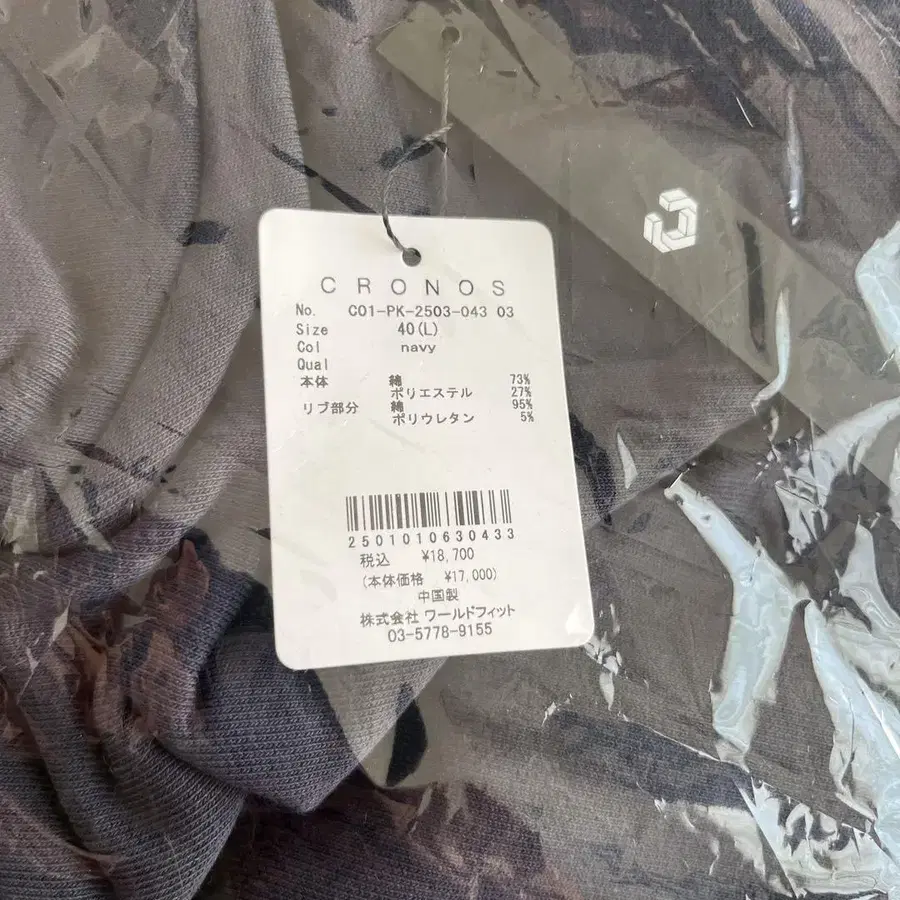 CRONOS
No. C01-PK-2503-043 03
Size 40(L)
Col navy
Qual
本体 綿 73%
ポリエステル 27%
リブ部分 綿 95%
ポリウレタン 5%
2501010630433
税込 ¥18,700
(本体価格 ¥17,000)
中国製
株式会社 ワールドフィット
03-5778-9155